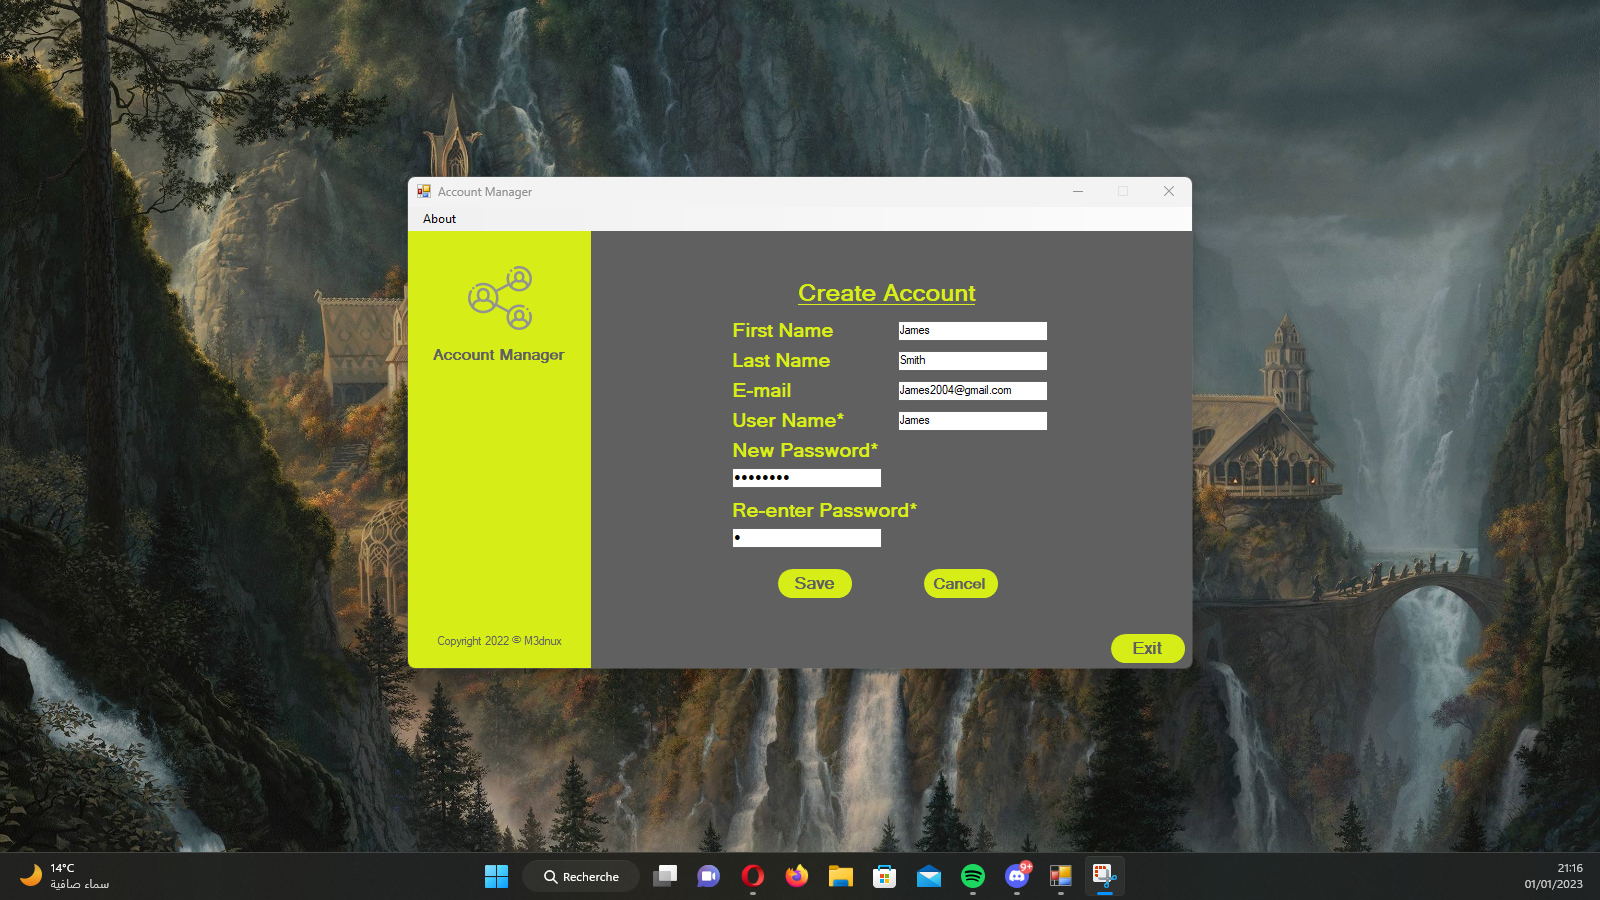 Account Manager
About
Account Manager
Copyright 2022 © M3dnux
Create Account
First Name James
Last Name Smith
E-mail James2004@gmail.com
User Name* James
New Password*
••••••••
Re-enter Password*
•
Save Cancel
Exit
14°C
سماء صافية
Recherche
9+
21:16
01/01/2023